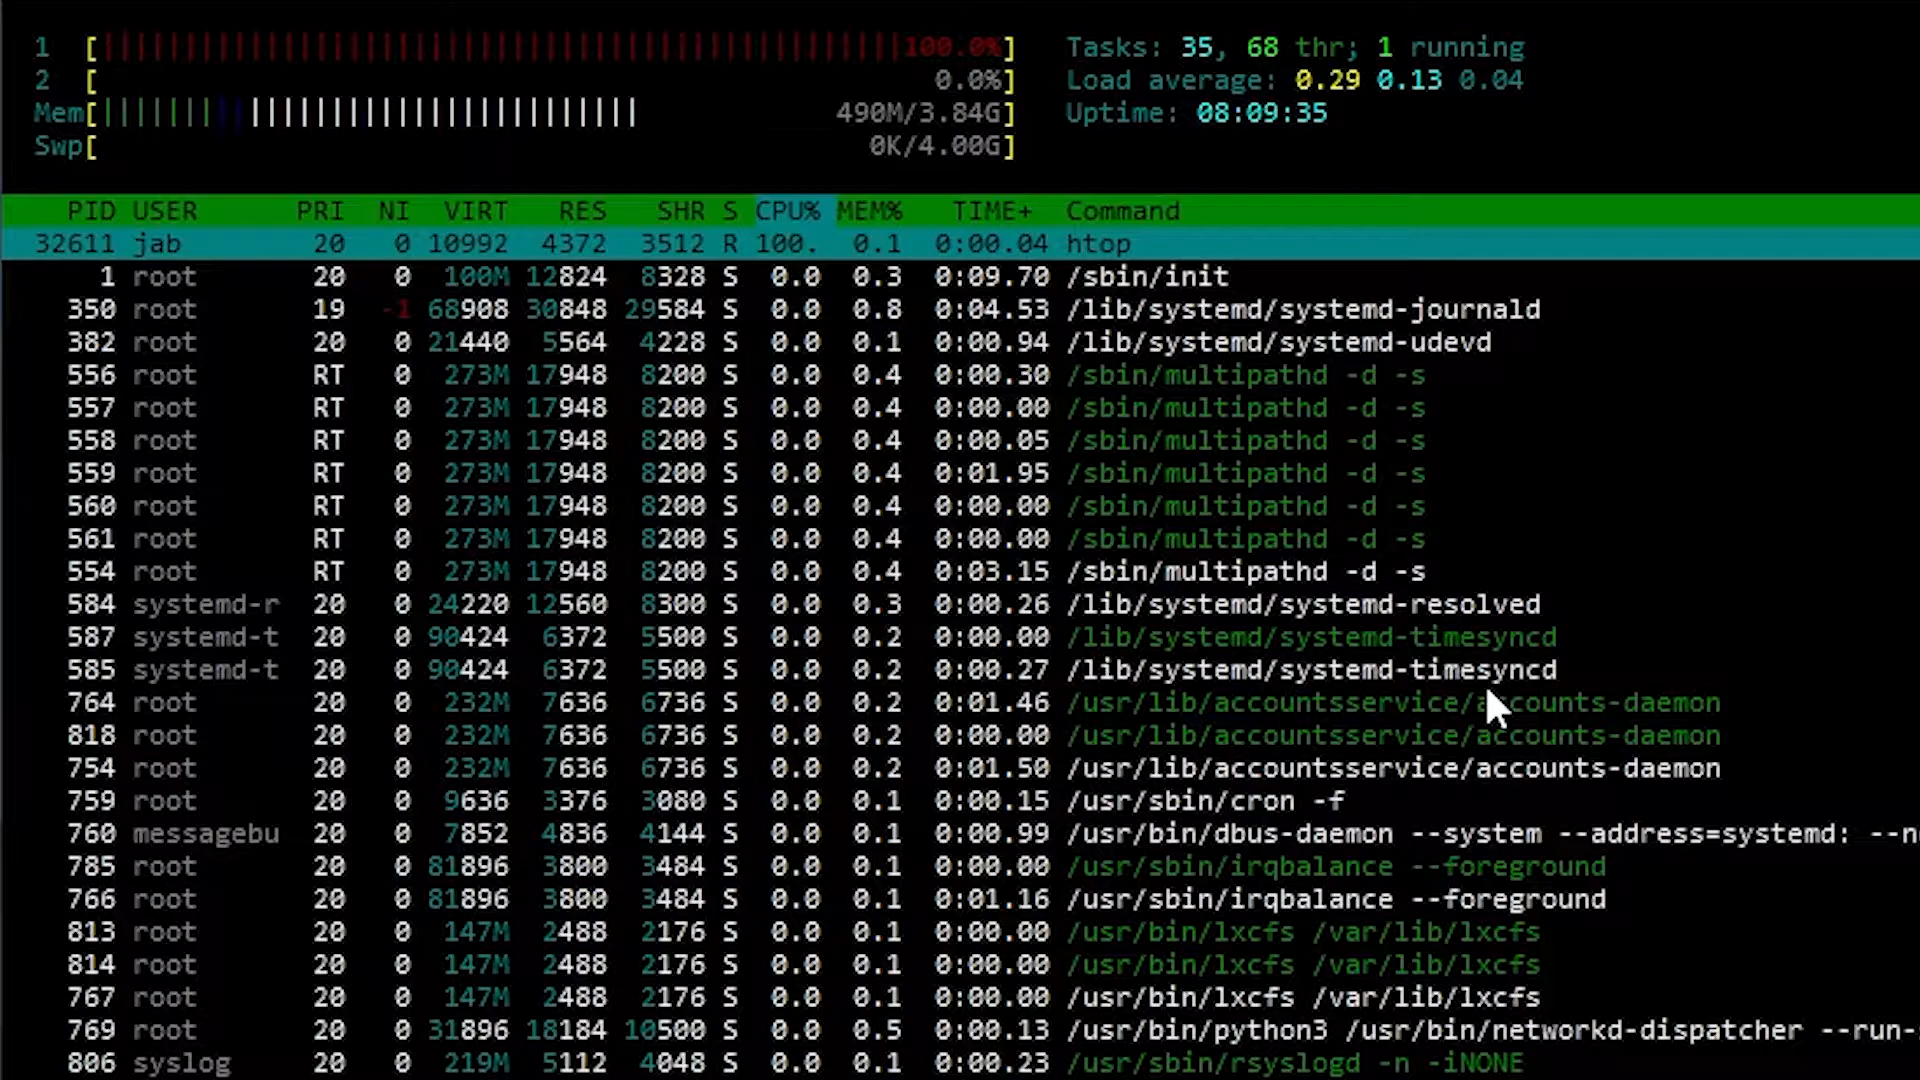 1 [||||||||||||||||||||||||||||||||||||||||||||||||100.0%] Tasks: 35, 68 thr; 1 running
2 [ 0.0%] Load average: 0.29 0.13 0.04
Mem[||||||||||||||||||||||||||||||||| 490M/3.84G] Uptime: 08:09:35
Swp[ 0K/4.00G]
PID USER PRI NI VIRT RES SHR S CPU% MEM% TIME+ Command
32611 jab 20 0 10992 4372 3512 R 100. 0.1 0:00.04 htop
1 root 20 0 100M 12824 8328 S 0.0 0.3 0:09.70 /sbin/init
350 root 19 -1 68908 30848 29584 S 0.0 0.8 0:04.53 /lib/systemd/systemd-journald
382 root 20 0 21440 5564 4228 S 0.0 0.1 0:00.94 /lib/systemd/systemd-udevd
556 root RT 0 273M 17948 8200 S 0.0 0.4 0:00.30 /sbin/multipathd -d -s
557 root RT 0 273M 17948 8200 S 0.0 0.4 0:00.00 /sbin/multipathd -d -s
558 root RT 0 273M 17948 8200 S 0.0 0.4 0:00.05 /sbin/multipathd -d -s
559 root RT 0 273M 17948 8200 S 0.0 0.4 0:01.95 /sbin/multipathd -d -s
560 root RT 0 273M 17948 8200 S 0.0 0.4 0:00.00 /sbin/multipathd -d -s
561 root RT 0 273M 17948 8200 S 0.0 0.4 0:00.00 /sbin/multipathd -d -s
554 root RT 0 273M 17948 8200 S 0.0 0.4 0:03.15 /sbin/multipathd -d -s
584 systemd-r 20 0 24220 12560 8300 S 0.0 0.3 0:00.26 /lib/systemd/systemd-resolved
587 systemd-t 20 0 90424 6372 5500 S 0.0 0.2 0:00.00 /lib/systemd/systemd-timesyncd
585 systemd-t 20 0 90424 6372 5500 S 0.0 0.2 0:00.27 /lib/systemd/systemd-timesyncd
764 root 20 0 232M 7636 6736 S 0.0 0.2 0:01.46 /usr/lib/accountsservice/accounts-daemon
818 root 20 0 232M 7636 6736 S 0.0 0.2 0:00.00 /usr/lib/accountsservice/accounts-daemon
754 root 20 0 232M 7636 6736 S 0.0 0.2 0:01.50 /usr/lib/accountsservice/accounts-daemon
759 root 20 0 9636 3376 3080 S 0.0 0.1 0:00.15 /usr/sbin/cron -f
760 messagebu 20 0 7852 4836 4144 S 0.0 0.1 0:00.99 /usr/bin/dbus-daemon --system --address=systemd: --n
785 root 20 0 81896 3800 3484 S 0.0 0.1 0:00.00 /usr/sbin/irqbalance --foreground
766 root 20 0 81896 3800 3484 S 0.0 0.1 0:01.16 /usr/sbin/irqbalance --foreground
813 root 20 0 147M 2488 2176 S 0.0 0.1 0:00.00 /usr/bin/lxcfs /var/lib/lxcfs
814 root 20 0 147M 2488 2176 S 0.0 0.1 0:00.00 /usr/bin/lxcfs /var/lib/lxcfs
767 root 20 0 147M 2488 2176 S 0.0 0.1 0:00.00 /usr/bin/lxcfs /var/lib/lxcfs
769 root 20 0 31896 18184 10500 S 0.0 0.5 0:00.13 /usr/bin/python3 /usr/bin/networkd-dispatcher --run-
806 syslog 20 0 219M 5112 4048 S 0.0 0.1 0:00.23 /usr/sbin/rsyslogd -n -iNONE